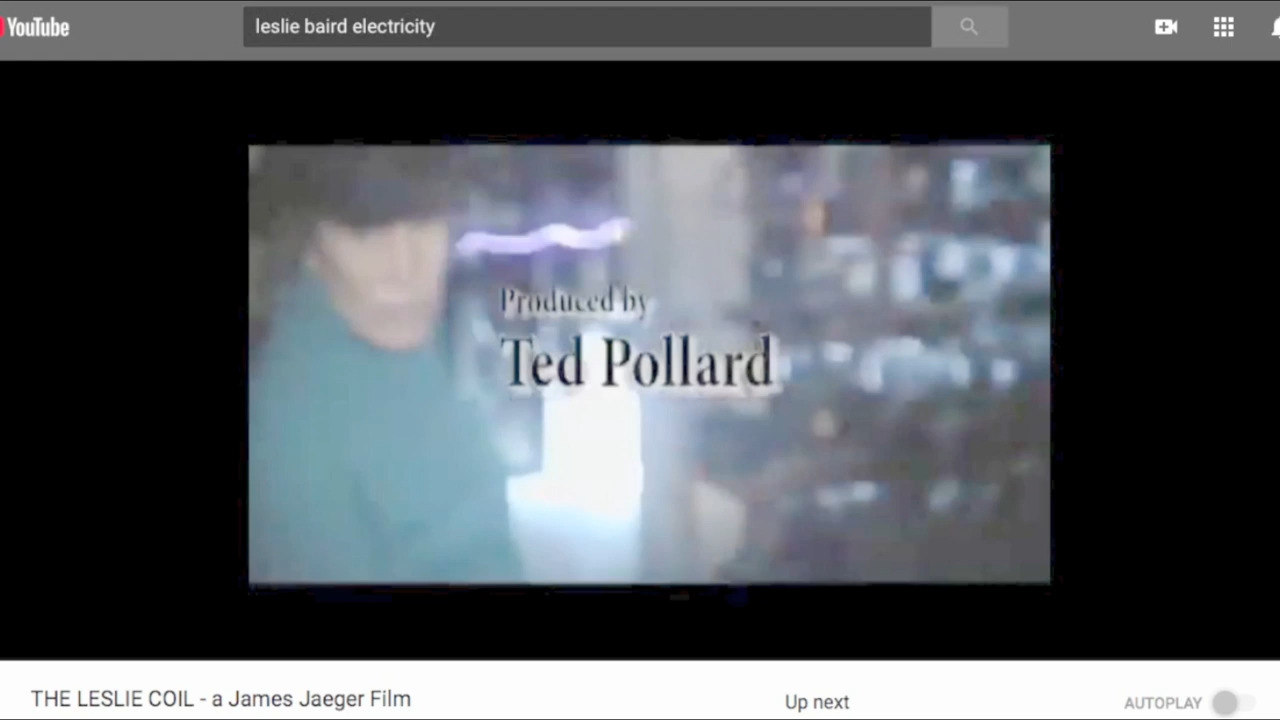 YouTube
leslie baird electricity
Produced by
Ted Pollard
THE LESLIE COIL - a James Jaeger Film
Up next
AUTOPLAY